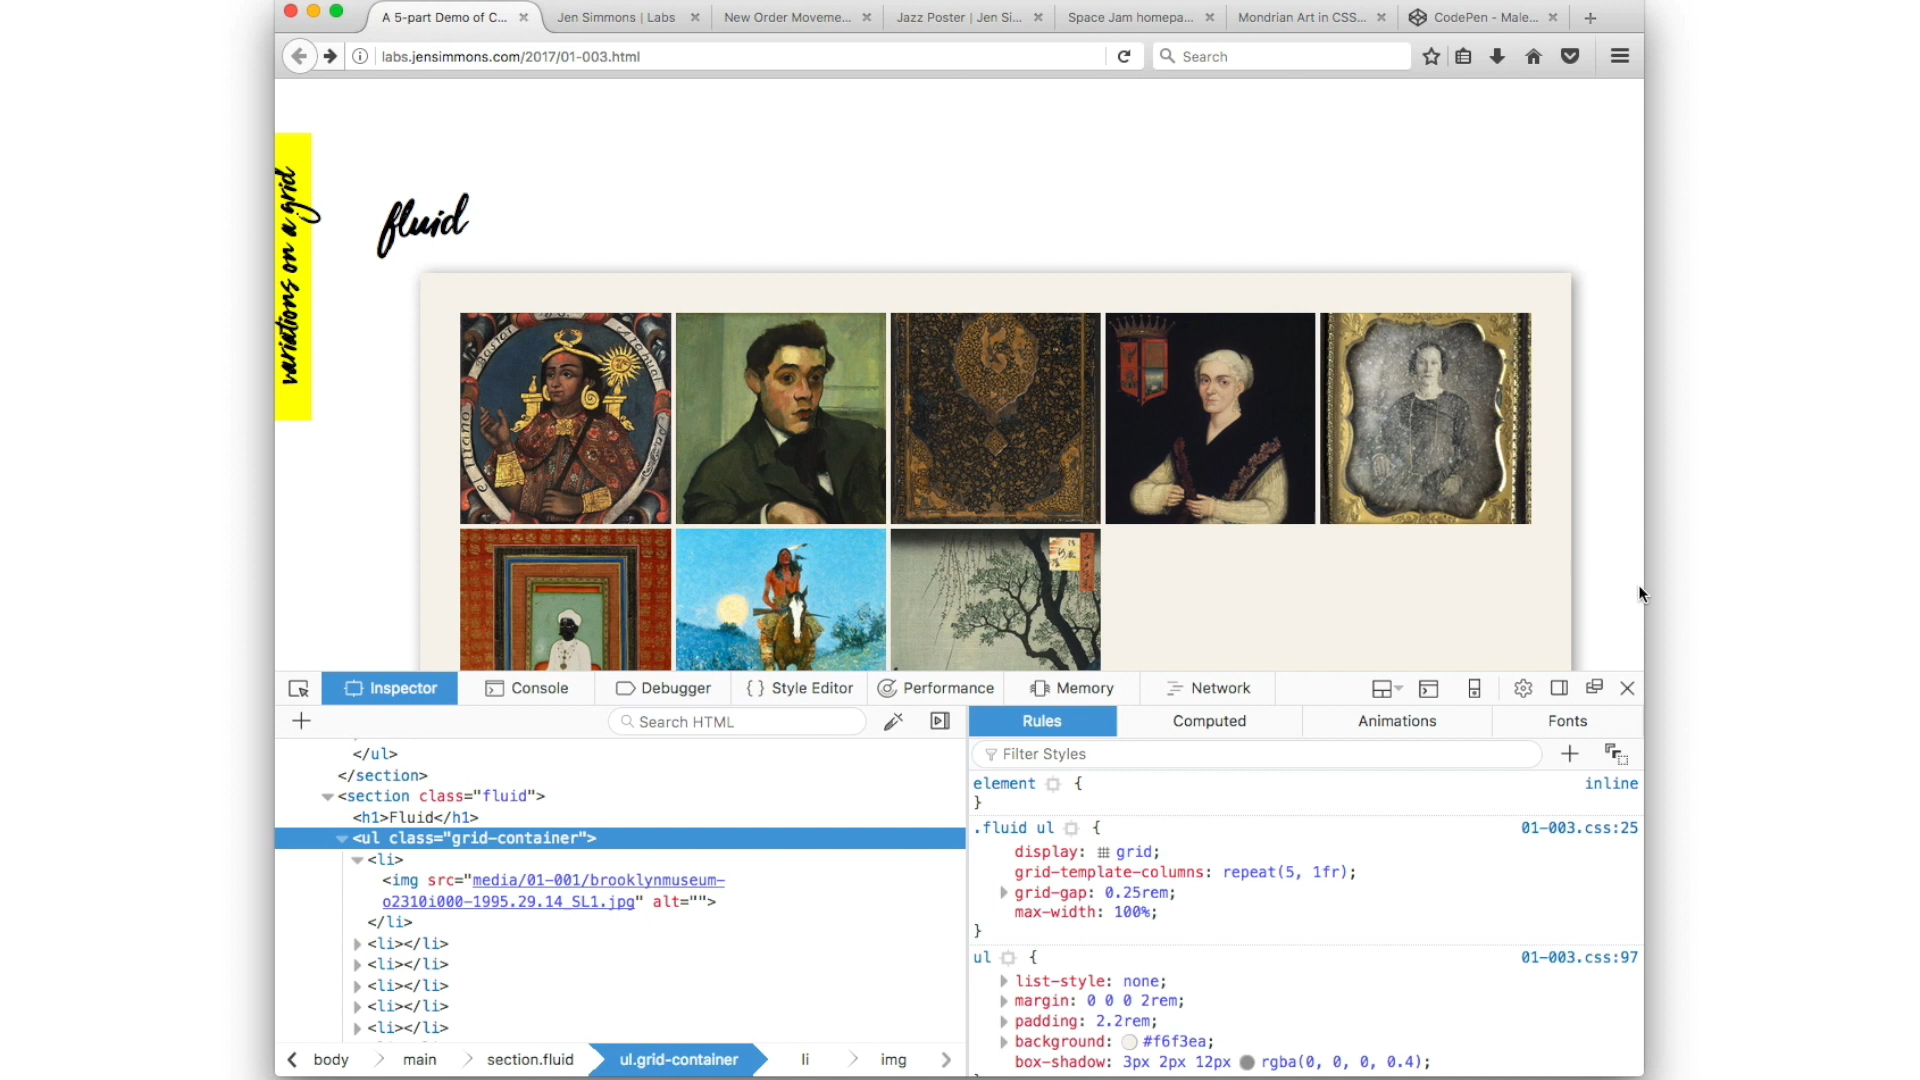 A 5-part Demo of C...
Jen Simmons | Labs
New Order Moveme...
Jazz Poster | Jen Si...
Space Jam homepa...
Mondrian Art in CSS...
CodePen - Male...
labs.jensimmons.com/2017/01-003.html
Search
variations on a grid
fluid
Inspector
Console
Debugger
{ } Style Editor
Performance
Memory
Network
Search HTML
Rules
Computed
Animations
Fonts
Filter Styles
</ul>
</section>
<section class="fluid">
<h1>Fluid</h1>
<ul class="grid-container">
<li>
<img src="media/01-001/brooklynmuseum-
o2310i000-1995.29.14_SL1.jpg" alt="">
</li>
<li></li>
<li></li>
<li></li>
<li></li>
<li></li>
element {
inline
}
.fluid ul {
01-003.css:25
display: grid;
grid-template-columns: repeat(5, 1fr);
grid-gap: 0.25rem;
max-width: 100%;
}
ul {
01-003.css:97
list-style: none;
margin: 0 0 0 2rem;
padding: 2.2rem;
background: #f6f3ea;
box-shadow: 3px 2px 12px rgba(0, 0, 0, 0.4);
body
main
section.fluid
ul.grid-container
li
img